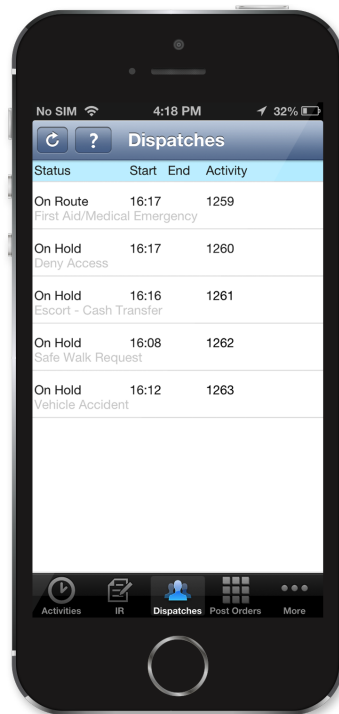 No SIM 4:18 PM 32%
? Dispatches
Status Start End Activity
On Route 16:17 1259
First Aid/Medical Emergency
On Hold 16:17 1260
Deny Access
On Hold 16:16 1261
Escort - Cash Transfer
On Hold 16:08 1262
Safe Walk Request
On Hold 16:12 1263
Vehicle Accident
Activities IR Dispatches Post Orders More